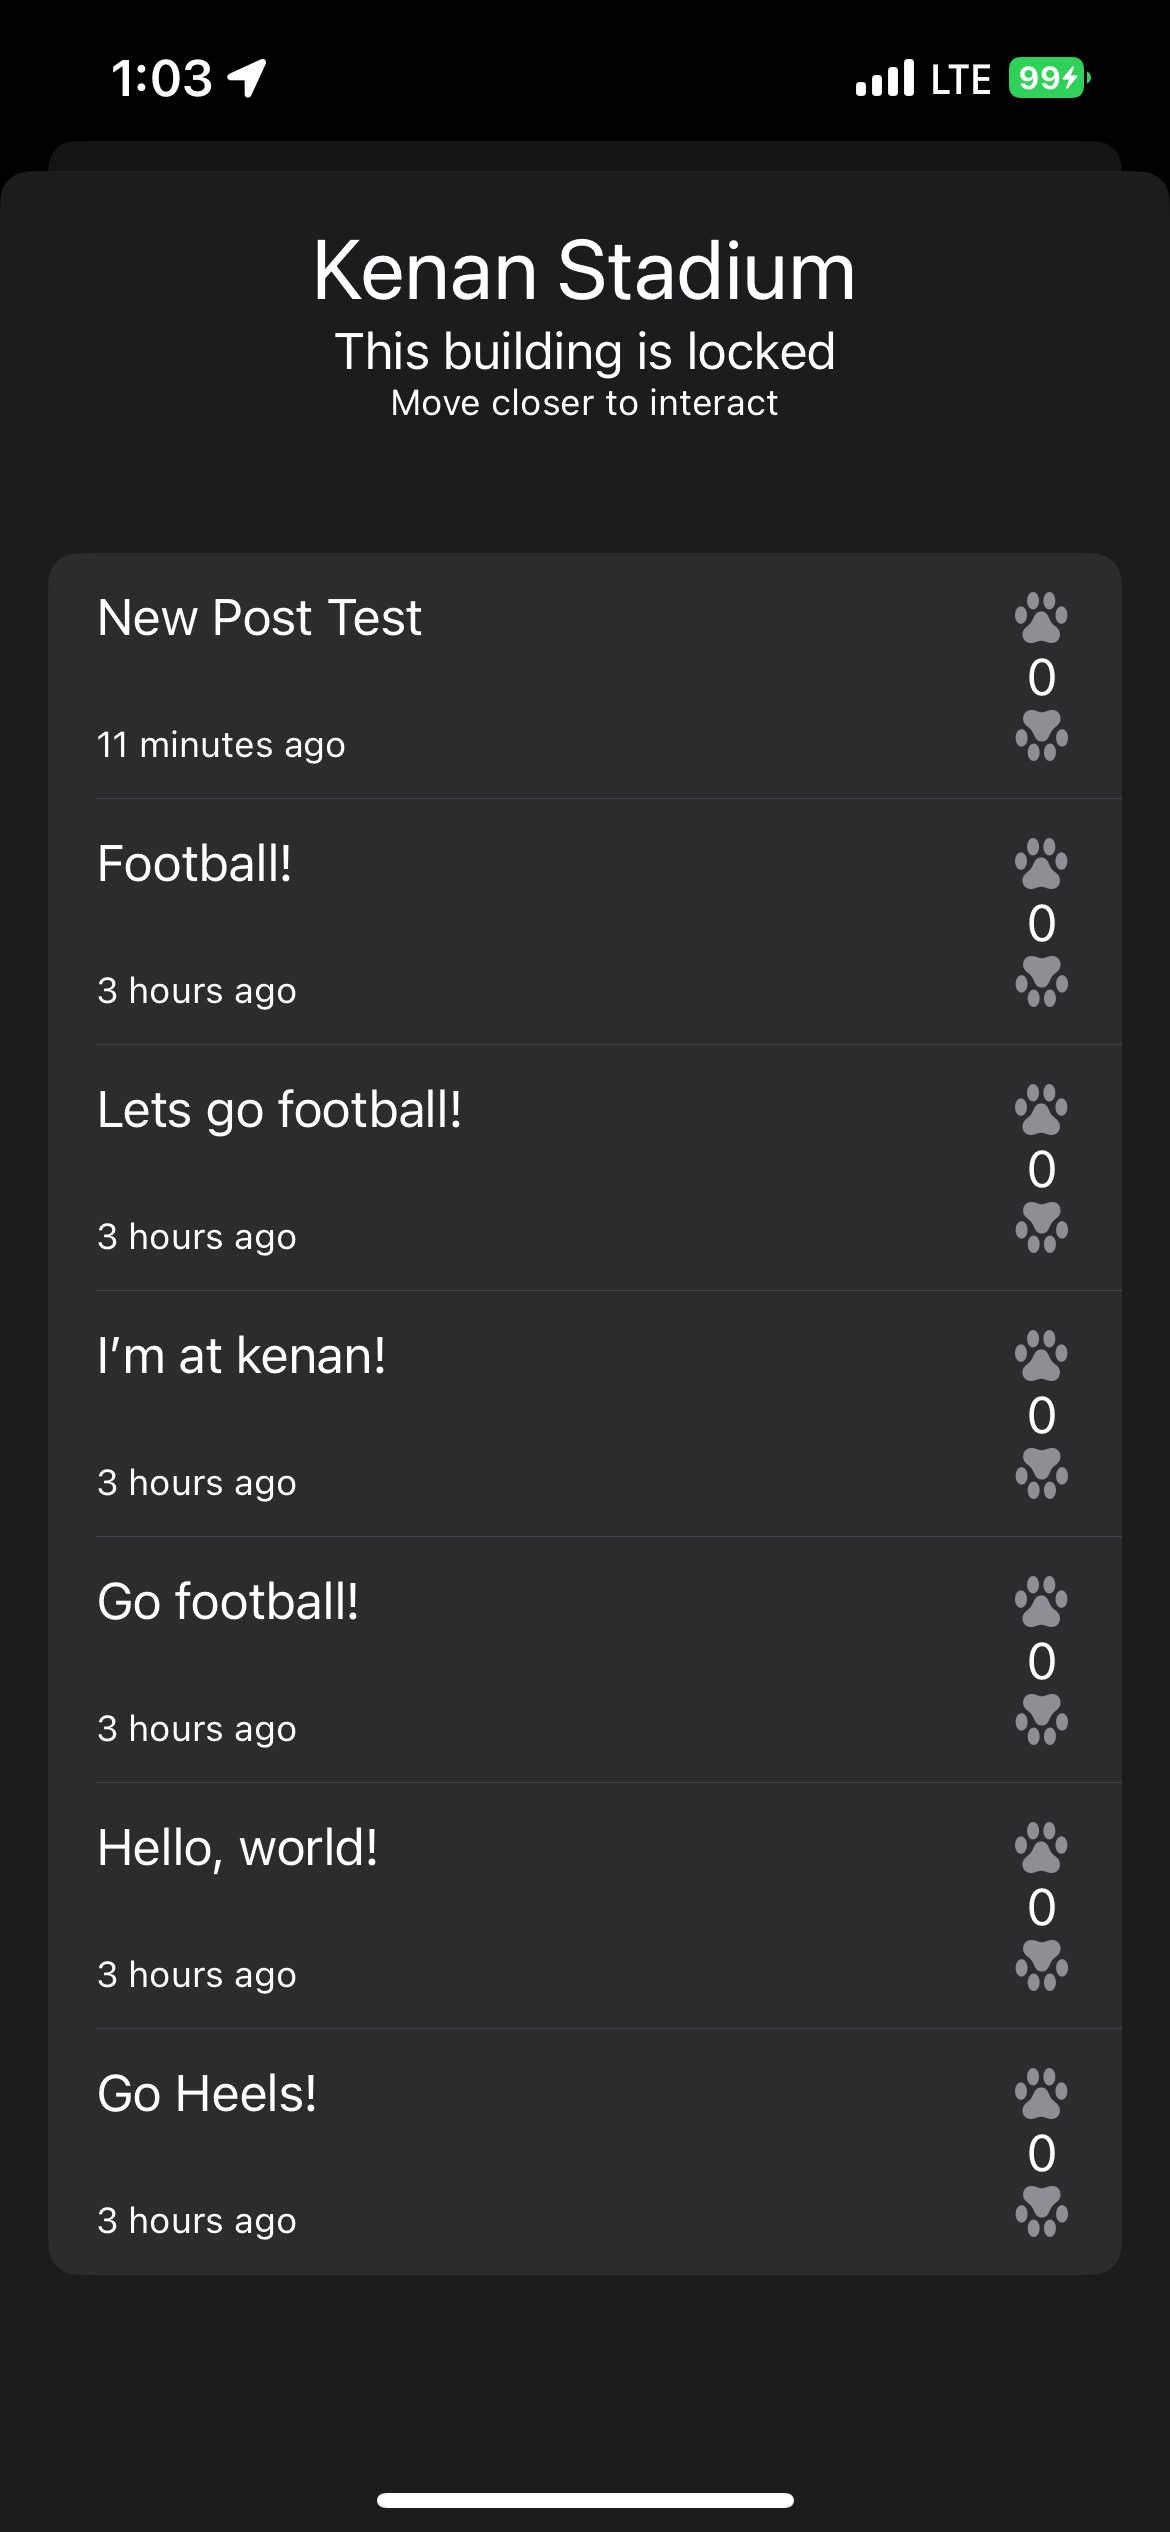 1:03
LTE
99
Kenan Stadium
This building is locked
Move closer to interact
New Post Test
0
11 minutes ago
Football!
0
3 hours ago
Lets go football!
0
3 hours ago
I’m at kenan!
0
3 hours ago
Go football!
0
3 hours ago
Hello, world!
0
3 hours ago
Go Heels!
0
3 hours ago